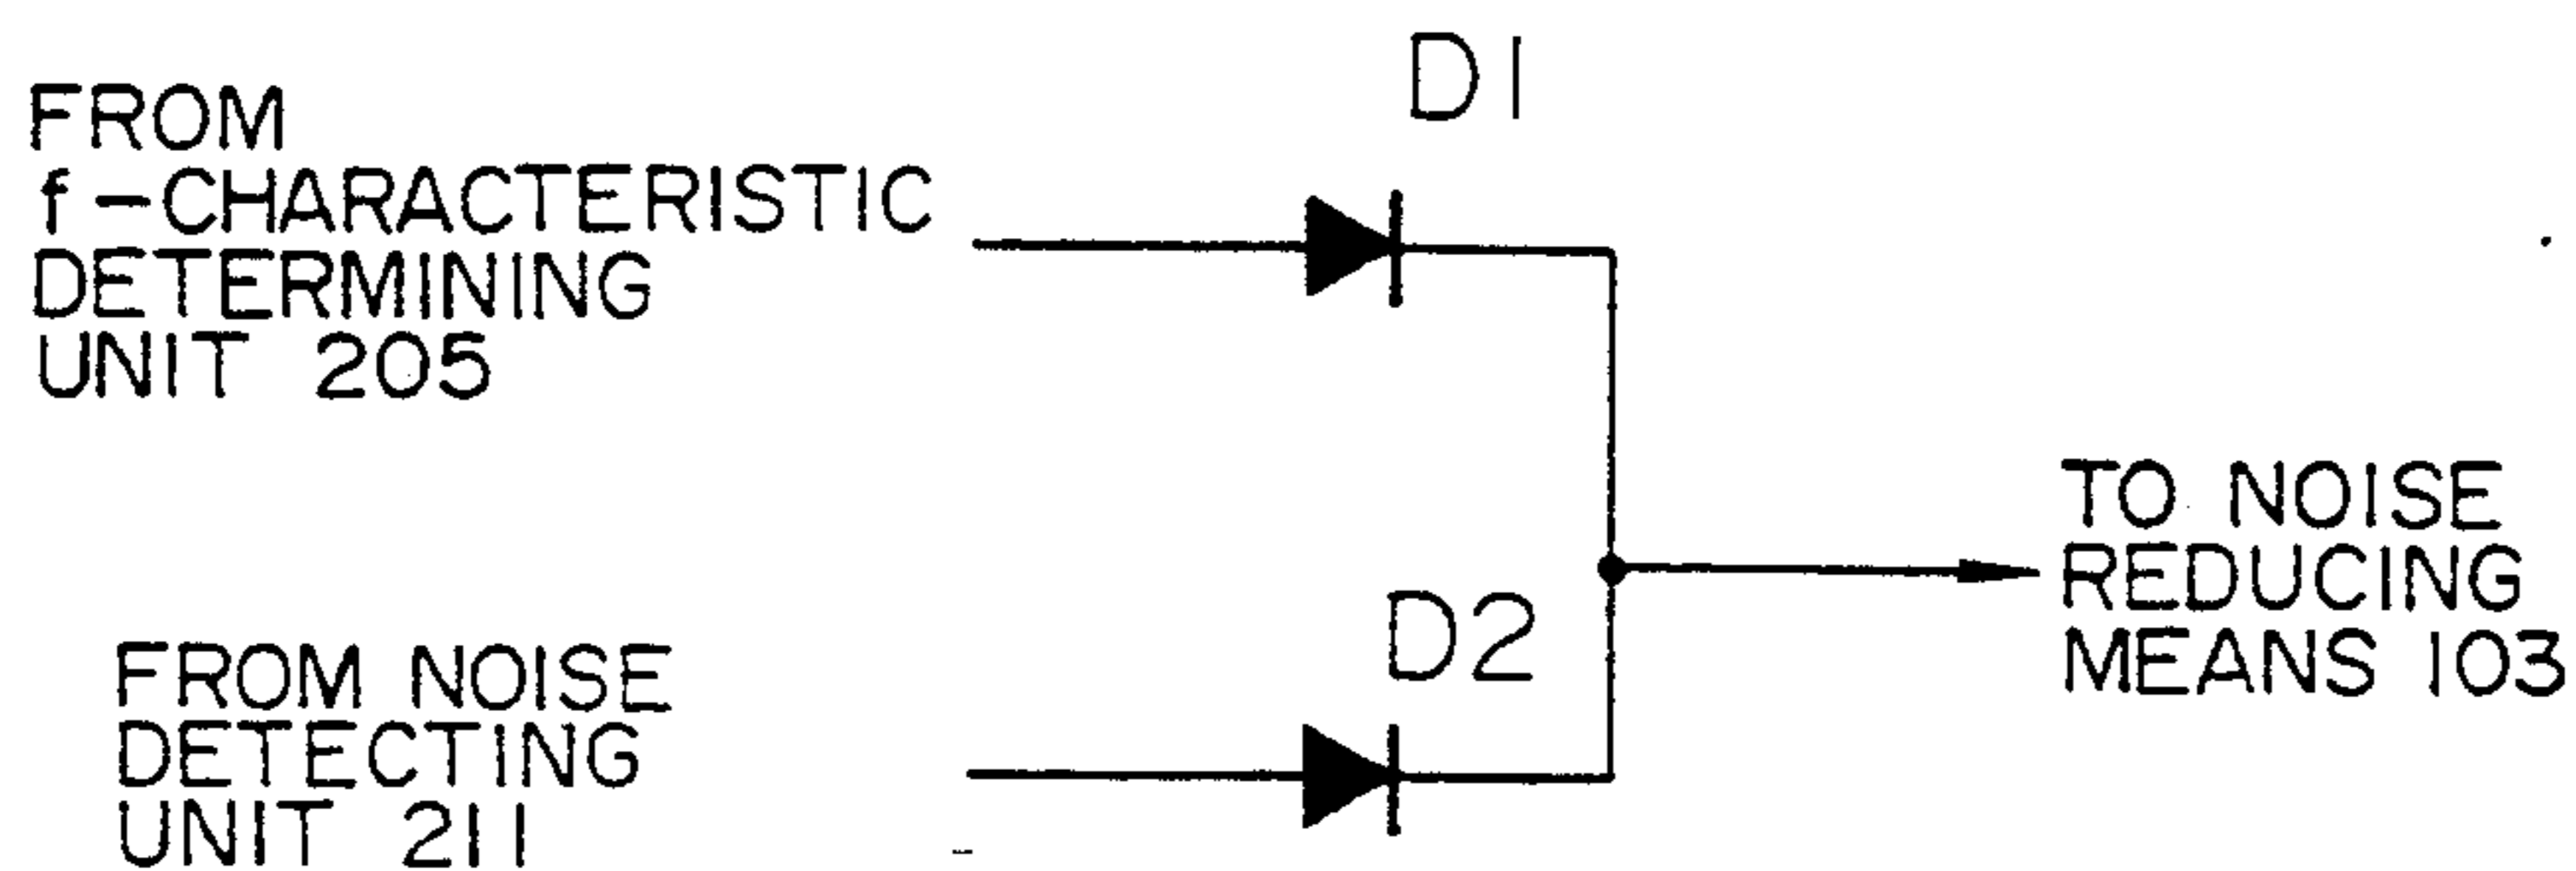 D1
FROM
f-CHARACTERISTIC
DETERMINING
UNIT 205
TO NOISE
REDUCING
MEANS 103
D2
FROM NOISE
DETECTING
UNIT 211